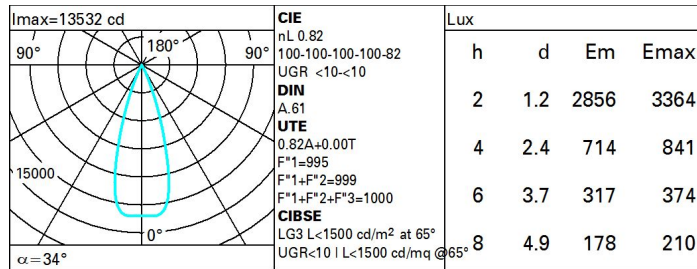 Imax=13532 cd
90°
180°
90°
15000
0°
α=34°
CIE
nL 0.82
100-100-100-100-82
UGR <10-<10
DIN
A.61
UTE
0.82A+0.00T
F"1=995
F"1+F"2=999
F"1+F"2+F"3=1000
CIBSE
LG3 L<1500 cd/m² at 65°
UGR<10 | L<1500 cd/mq @65°
Lux
h d Em Emax
2 1.2 2856 3364
4 2.4 714 841
6 3.7 317 374
8 4.9 178 210